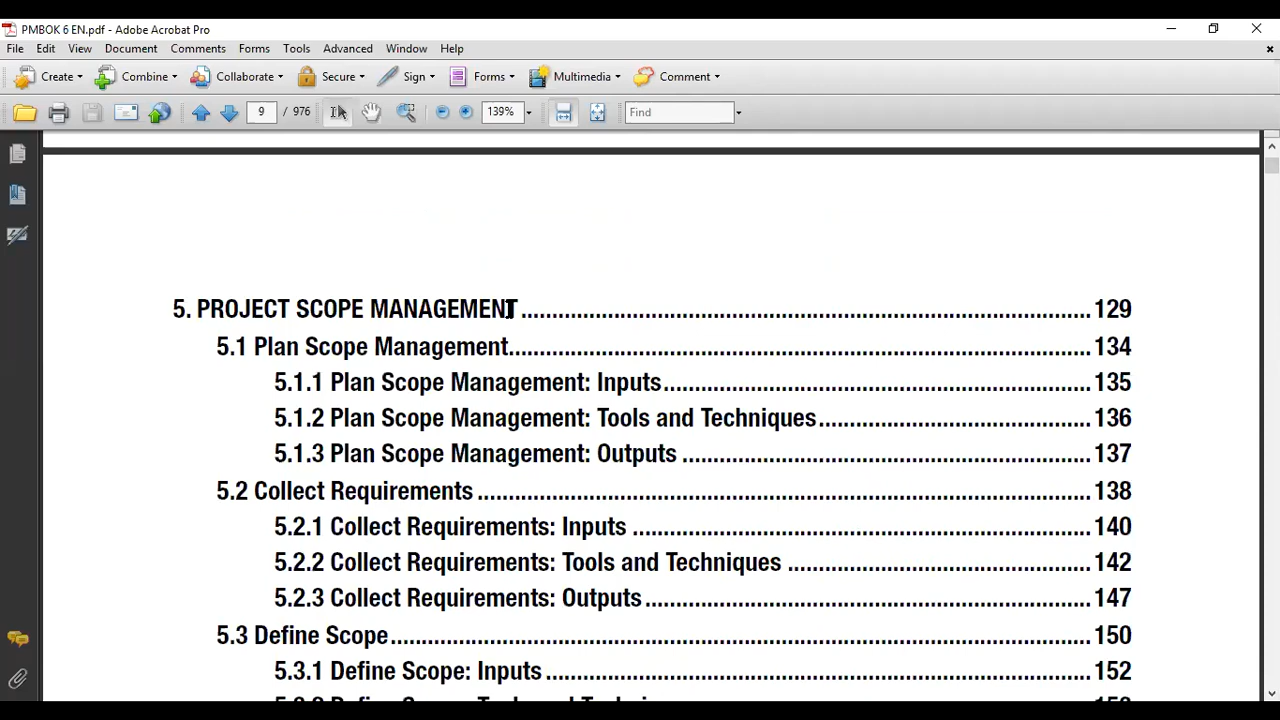 PMBOK 6 EN.pdf - Adobe Acrobat Pro
File Edit View Document Comments Forms Tools Advanced Window Help
Create Combine Collaborate Secure Sign Forms Multimedia Comment
9 / 976 139% Find
5. PROJECT SCOPE MANAGEMENT ........................................ 129
5.1 Plan Scope Management ........................................ 134
5.1.1 Plan Scope Management: Inputs ........................................ 135
5.1.2 Plan Scope Management: Tools and Techniques ........................................ 136
5.1.3 Plan Scope Management: Outputs ........................................ 137
5.2 Collect Requirements ........................................ 138
5.2.1 Collect Requirements: Inputs ........................................ 140
5.2.2 Collect Requirements: Tools and Techniques ........................................ 142
5.2.3 Collect Requirements: Outputs ........................................ 147
5.3 Define Scope ........................................ 150
5.3.1 Define Scope: Inputs ........................................ 152